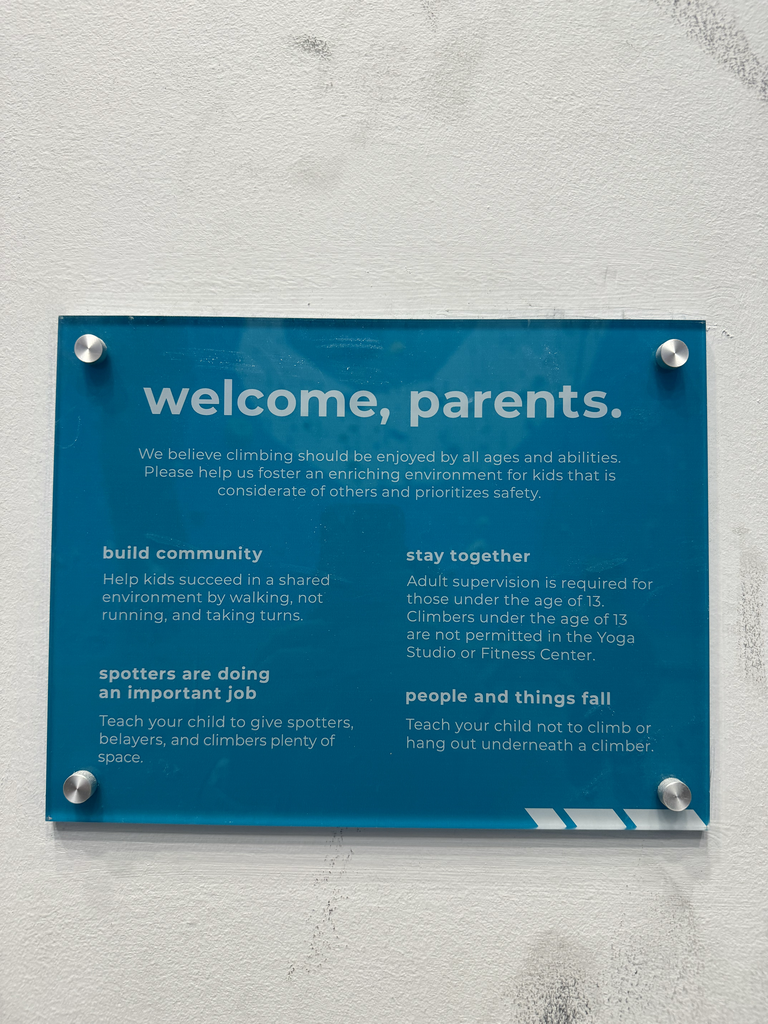 welcome, parents.
We believe climbing should be enjoyed by all ages and abilities.
Please help us foster an enriching environment for kids that is
considerate of others and prioritizes safety.
build community
Help kids succeed in a shared
environment by walking, not
running, and taking turns.
spotters are doing
an important job
Teach your child to give spotters,
belayers, and climbers plenty of
space.
stay together
Adult supervision is required for
those under the age of 13.
Climbers under the age of 13
are not permitted in the Yoga
Studio or Fitness Center.
people and things fall
Teach your child not to climb or
hang out underneath a climber.